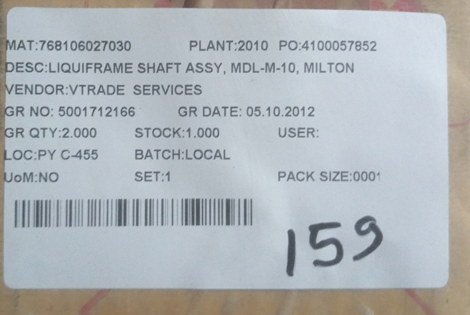 MAT:768106027030 PLANT:2010 PO:4100057852
DESC:LIQUIFRAME SHAFT ASSY, MDL-M-10, MILTON
VENDOR:VTRADE SERVICES
GR NO: 5001712166 GR DATE: 05.10.2012
GR QTY:2.000 STOCK:1.000 USER:
LOC:PY C-455 BATCH:LOCAL
UoM:NO SET:1 PACK SIZE:0001
159